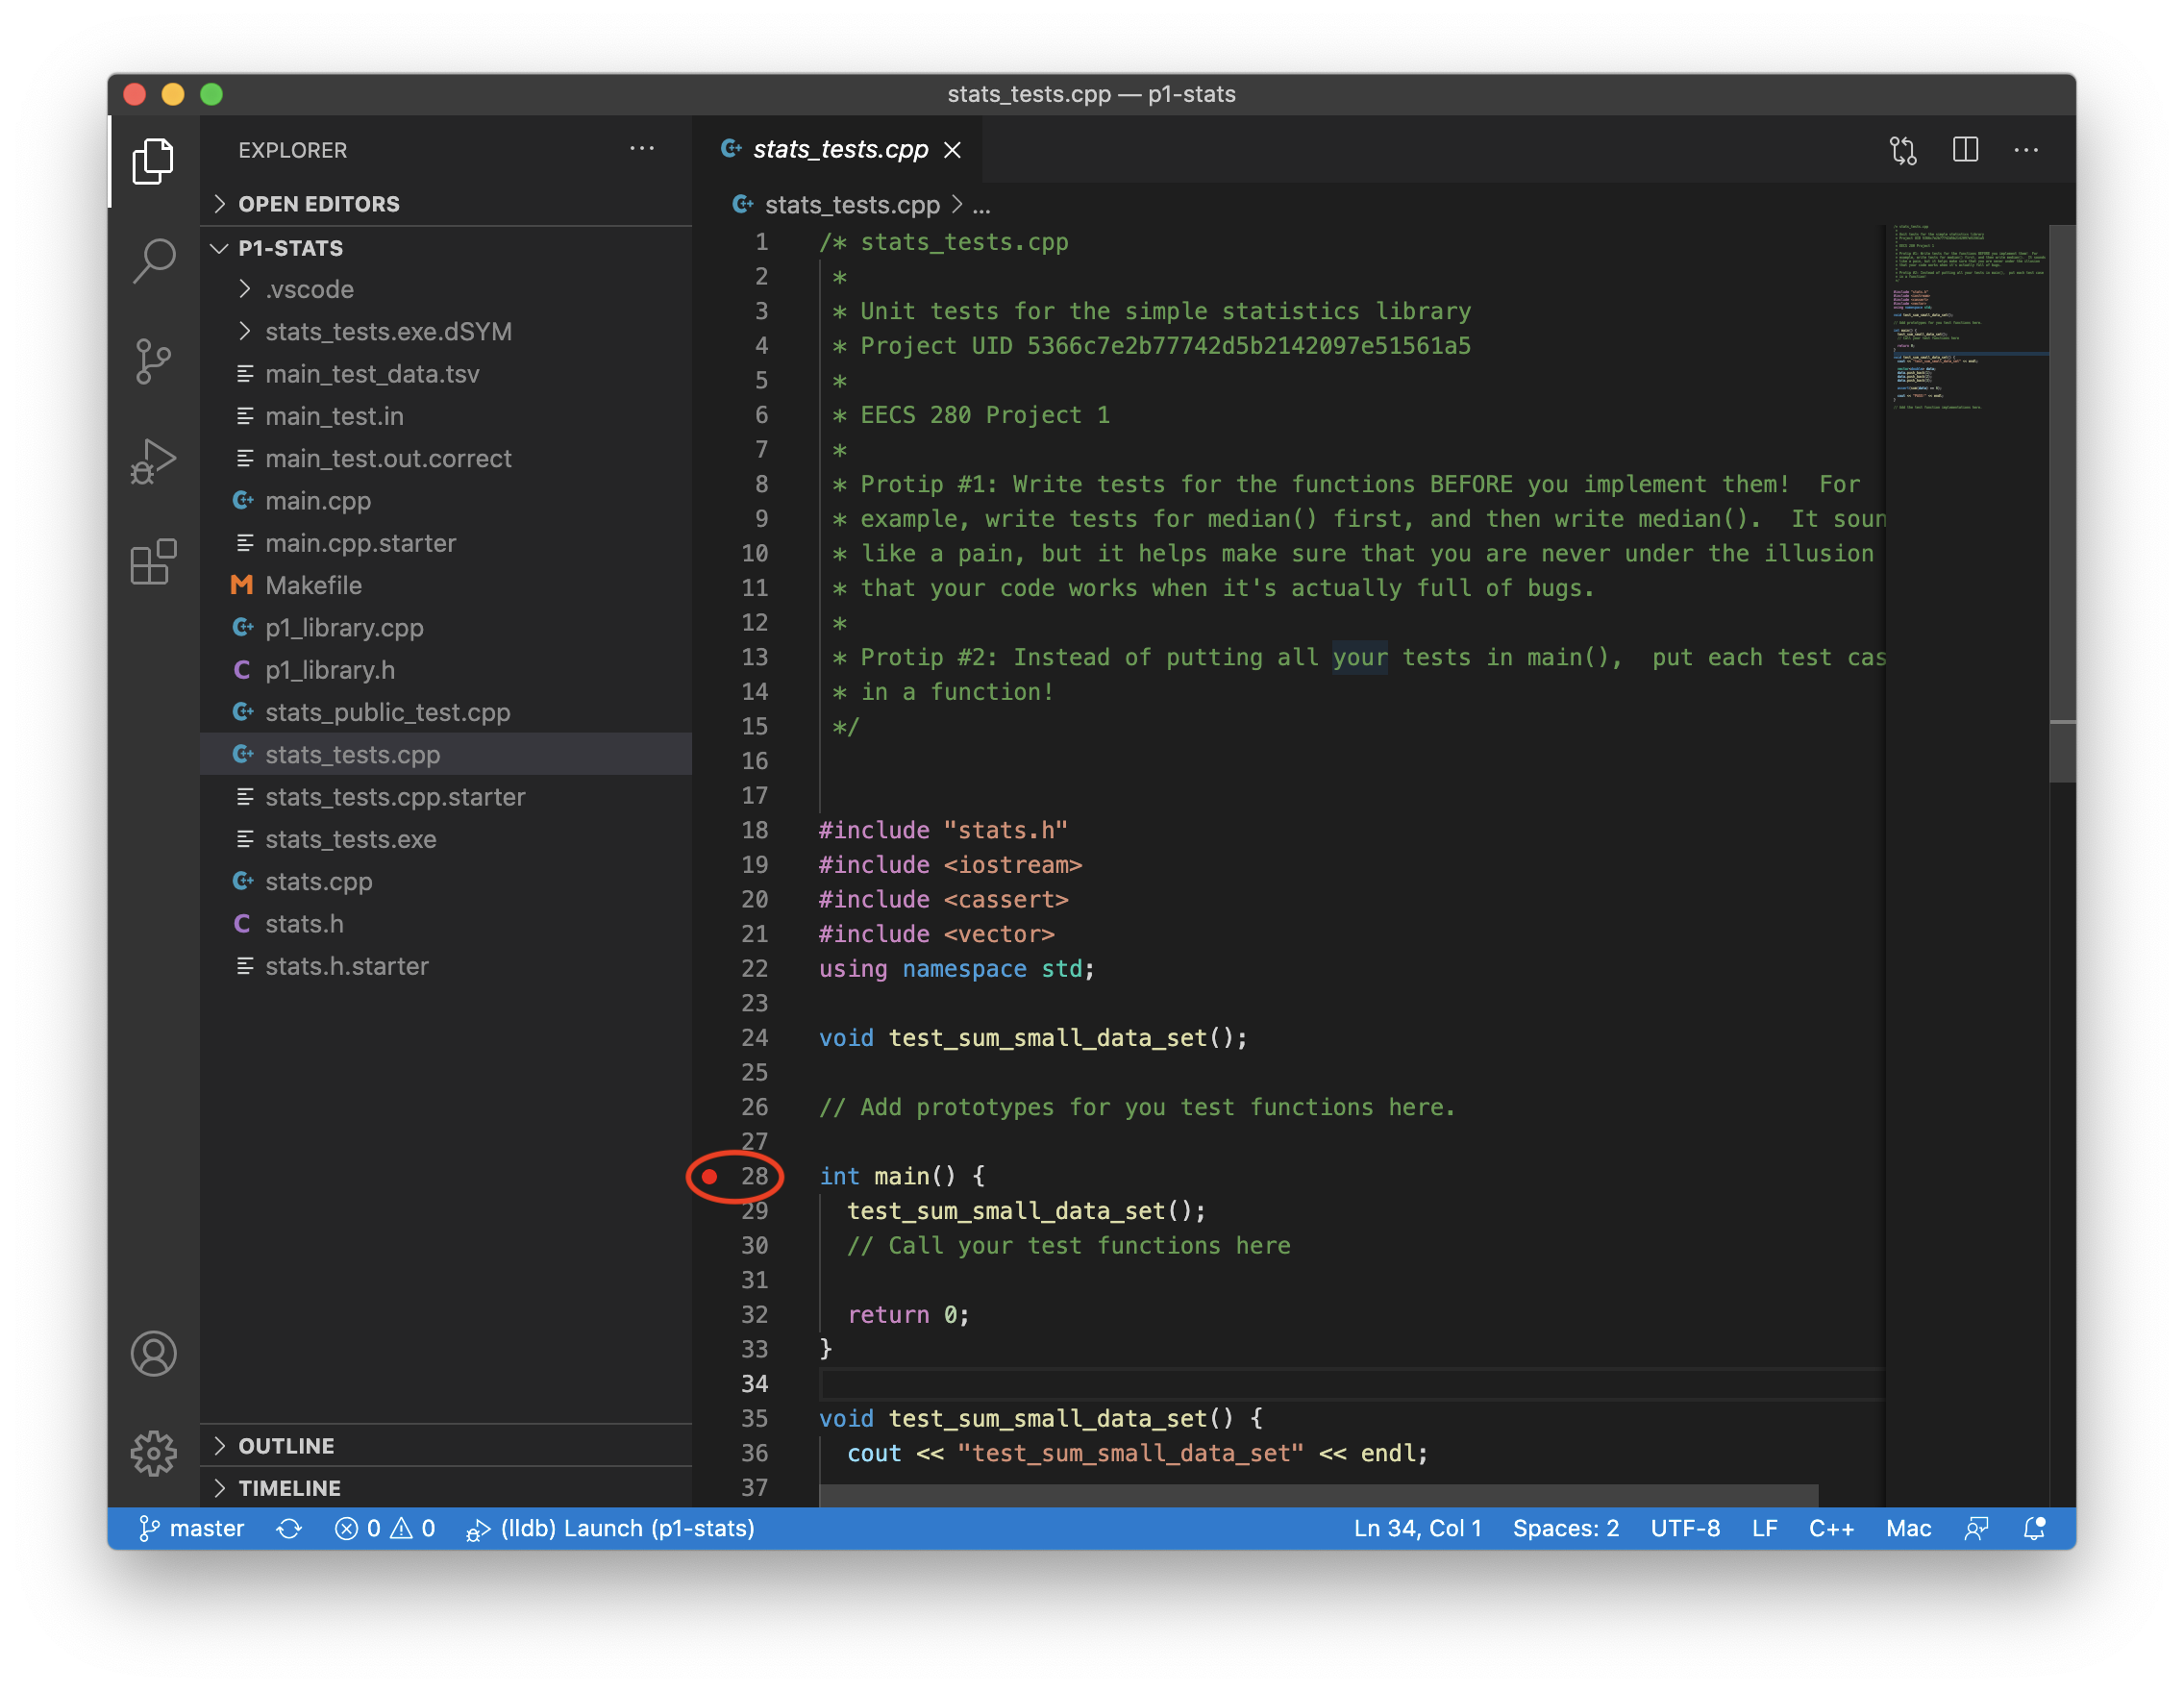 stats_tests.cpp — p1-stats
EXPLORER
OPEN EDITORS
P1-STATS
.vscode
stats_tests.exe.dSYM
main_test_data.tsv
main_test.in
main_test.out.correct
main.cpp
main.cpp.starter
Makefile
p1_library.cpp
p1_library.h
stats_public_test.cpp
stats_tests.cpp
stats_tests.cpp.starter
stats_tests.exe
stats.cpp
stats.h
stats.h.starter
OUTLINE
TIMELINE
stats_tests.cpp
stats_tests.cpp > ...
1 /* stats_tests.cpp
2 *
3 * Unit tests for the simple statistics library
4 * Project UID 5366c7e2b77742d5b2142097e51561a5
5 *
6 * EECS 280 Project 1
7 *
8 * Protip #1: Write tests for the functions BEFORE you implement them!  For
9 * example, write tests for median() first, and then write median().  It soun
10 * like a pain, but it helps make sure that you are never under the illusion
11 * that your code works when it's actually full of bugs.
12 *
13 * Protip #2: Instead of putting all your tests in main(),  put each test cas
14 * in a function!
15 */
16
17
18 #include "stats.h"
19 #include <iostream>
20 #include <cassert>
21 #include <vector>
22 using namespace std;
23
24 void test_sum_small_data_set();
25
26 // Add prototypes for you test functions here.
27
28 int main() {
29   test_sum_small_data_set();
30   // Call your test functions here
31
32   return 0;
33 }
34
35 void test_sum_small_data_set() {
36   cout << "test_sum_small_data_set" << endl;
37
master 0 0 (lldb) Launch (p1-stats) Ln 34, Col 1 Spaces: 2 UTF-8 LF C++ Mac